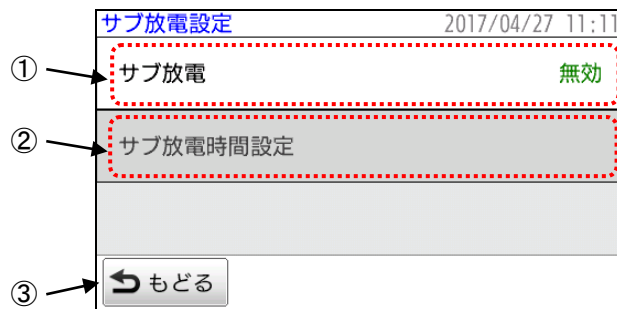 サブ放電設定 2017/04/27 11:11
① サブ放電 無効
② サブ放電時間設定
③ もどる